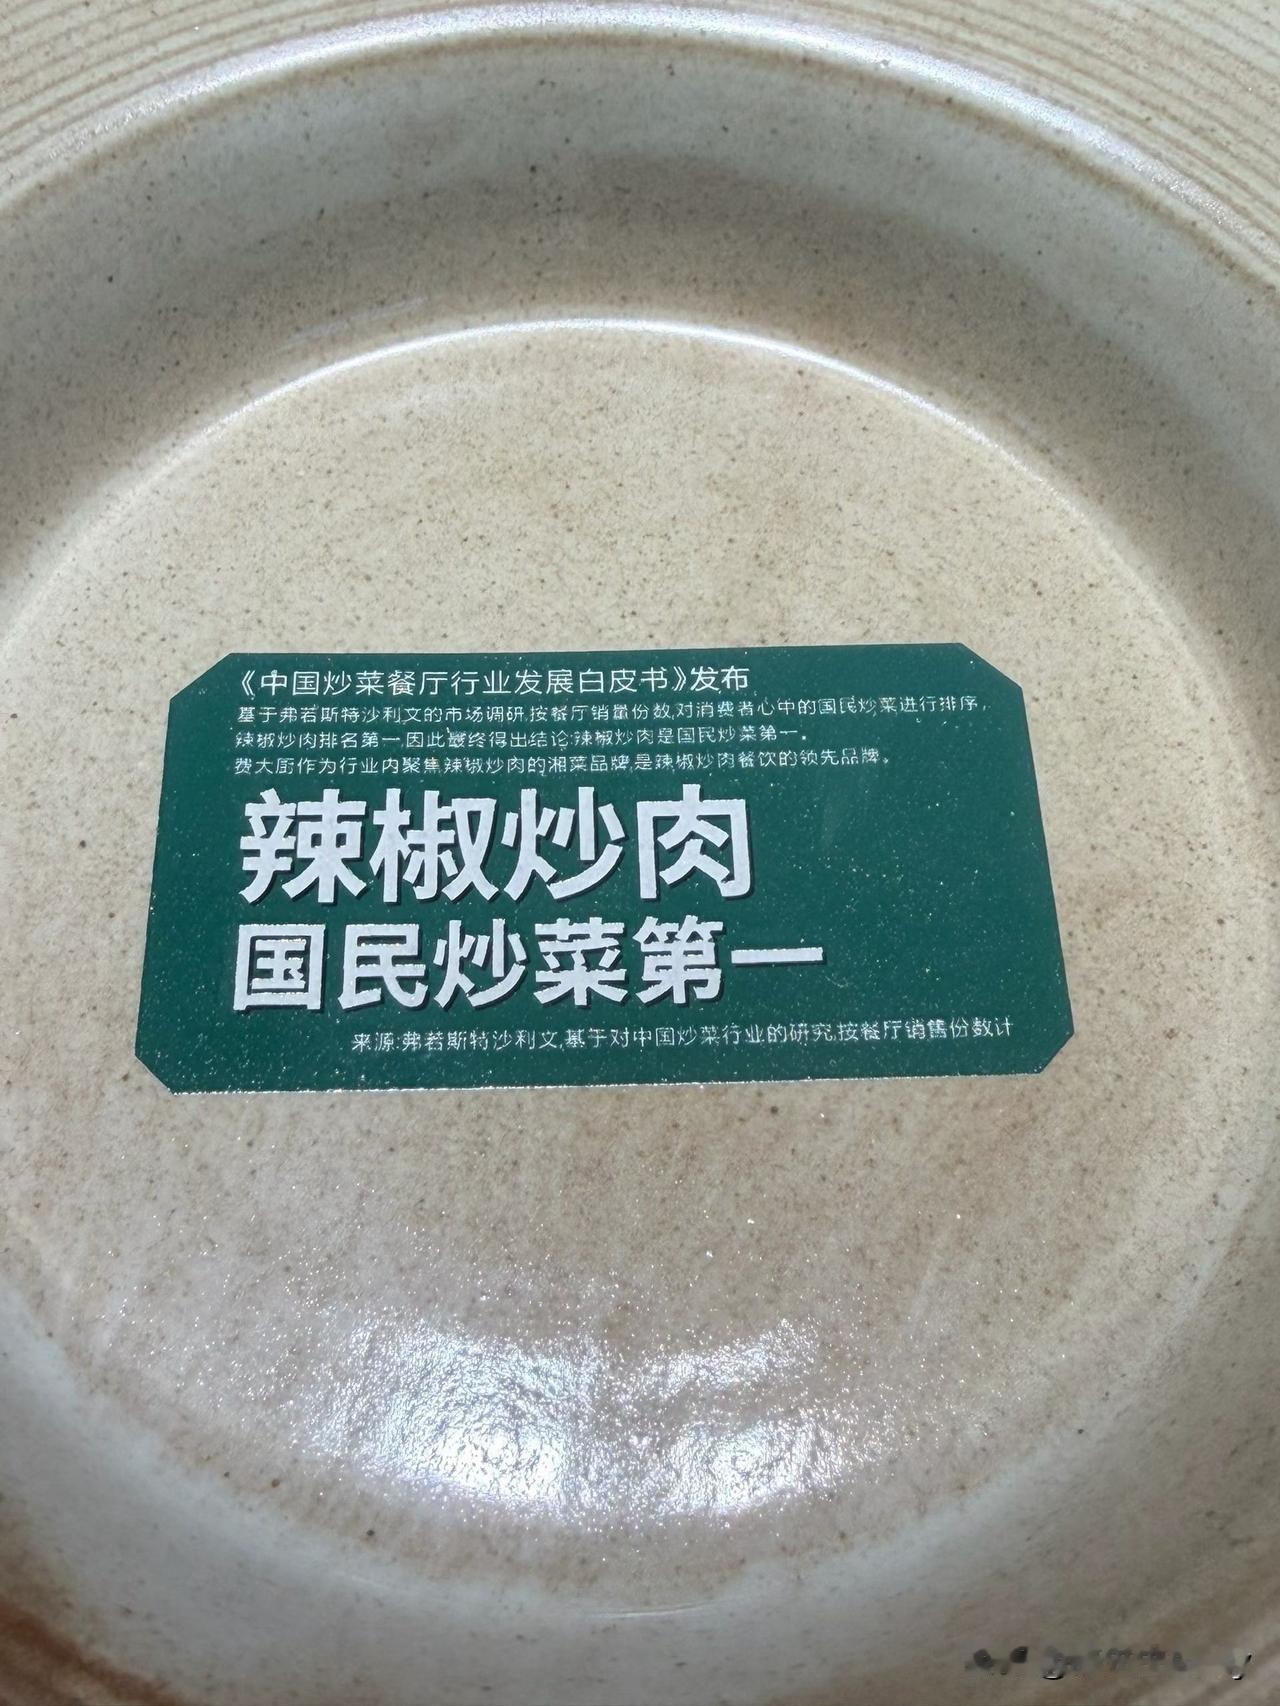 《中国炒菜餐厅行业发展白皮书》发布
基于弗若斯特沙利文的市场调研,按餐厅销量份数,对消费者心中的国民炒菜进行排序,
辣椒炒肉排名第一,因此最终得出结论:辣椒炒肉是国民炒菜第一。
费大厨作为行业内聚焦辣椒炒肉的湘菜品牌,是辣椒炒肉餐饮的领先品牌。
辣椒炒肉
国民炒菜第一
来源:弗若斯特沙利文,基于对中国炒菜行业的研究,按餐厅销售份数计